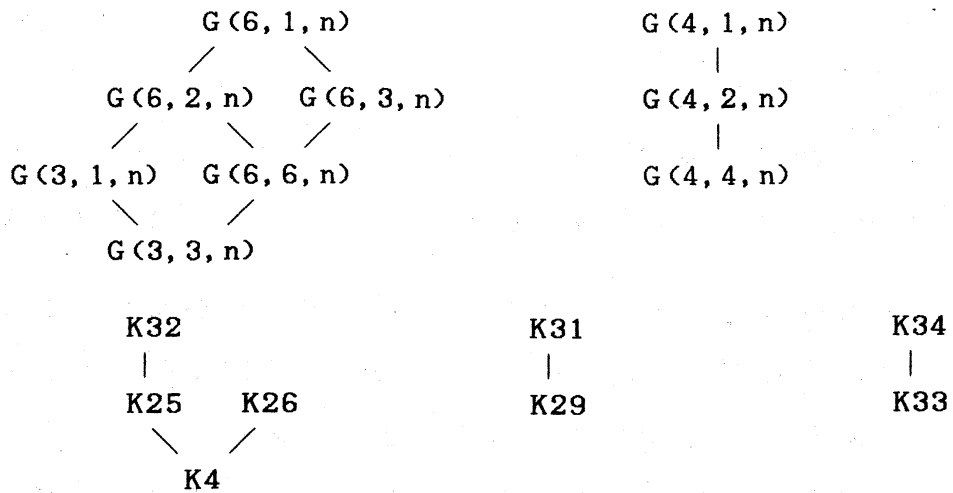 G(6,1,n) G(4,1,n)
G(6,2,n) G(6,3,n) G(4,2,n)
G(3,1,n) G(6,6,n) G(4,4,n)
G(3,3,n)
K32 K31 K34
K25 K26 K29 K33
K4